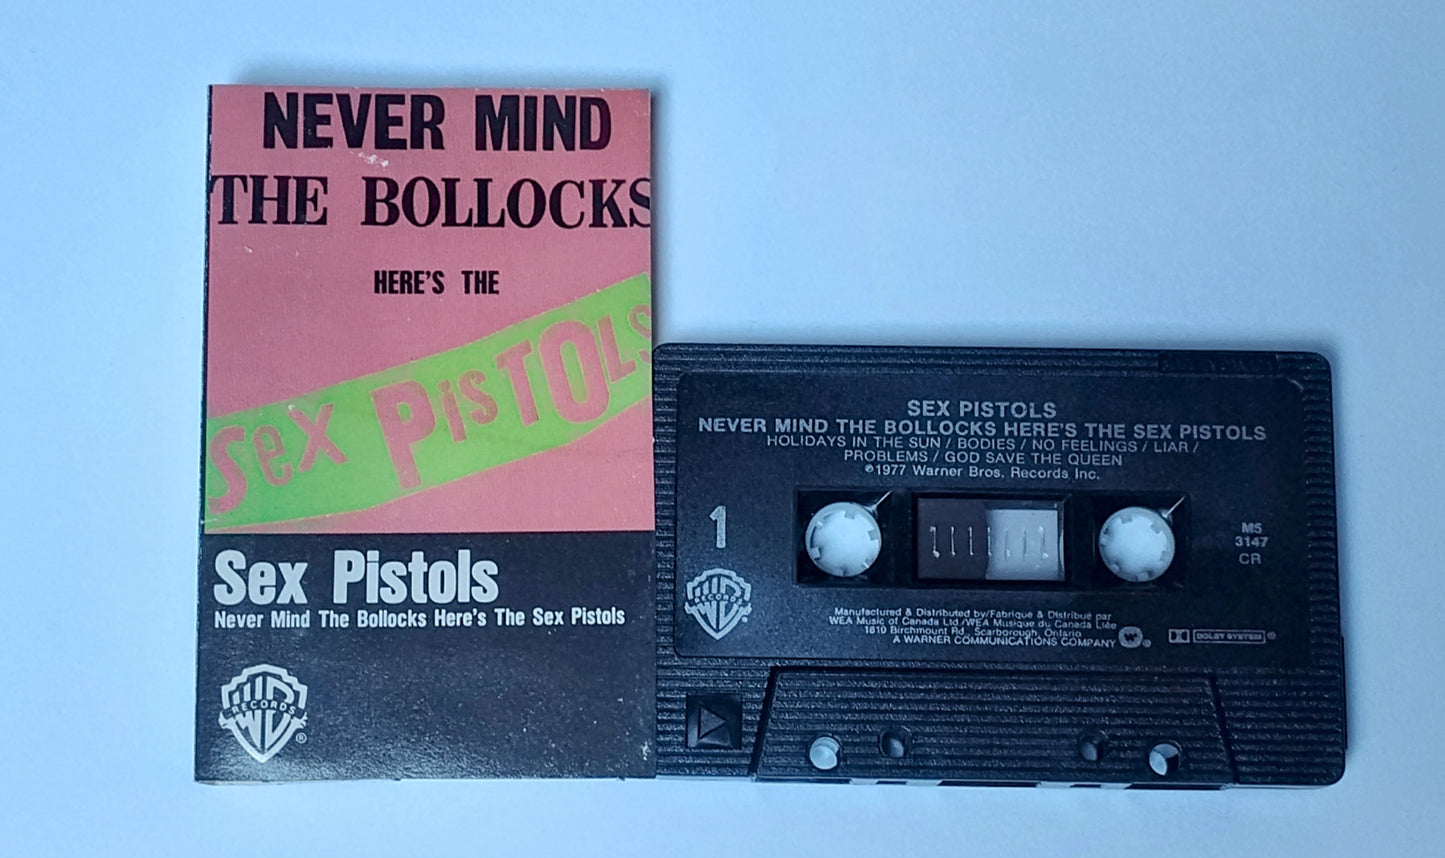 NEVER MIND
THE BOLLOCKS
HERE'S THE
Sex PisTOLS
Sex Pistols
Never Mind The Bollocks Here's The Sex Pistols
WB
RECORDS
®
SEX PISTOLS
NEVER MIND THE BOLLOCKS HERE'S THE SEX PISTOLS
HOLIDAYS IN THE SUN / BODIES / NO FEELINGS / LIAR /
PROBLEMS / GOD SAVE THE QUEEN
℗1977 Warner Bros. Records Inc.
1
M5
3147
CR
WB
RECORDS
Manufactured & Distributed by/Fabriqué & Distribué par
WEA Music of Canada Ltd./WEA Musique du Canada Ltée
1810 Birchmount Rd., Scarborough, Ontario
A WARNER COMMUNICATIONS COMPANY
®
DOLBY SYSTEM ®